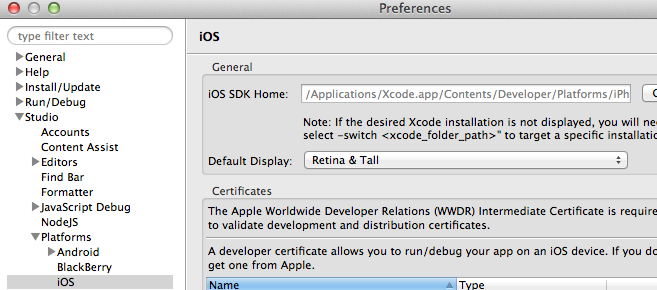 Preferences
type filter text
General
Help
Install/Update
Run/Debug
Studio
Accounts
Content Assist
Editors
Find Bar
Formatter
JavaScript Debug
NodeJS
Platforms
Android
BlackBerry
iOS
iOS
General
iOS SDK Home: /Applications/Xcode.app/Contents/Developer/Platforms/iPh
Note: If the desired Xcode installation is not displayed, you will nee
select -switch <xcode_folder_path>" to target a specific installatio
Default Display: Retina & Tall
Certificates
The Apple Worldwide Developer Relations (WWDR) Intermediate Certificate is require
to validate development and distribution certificates.
A developer certificate allows you to run/debug your app on an iOS device. If you do
get one from Apple.
Name Type